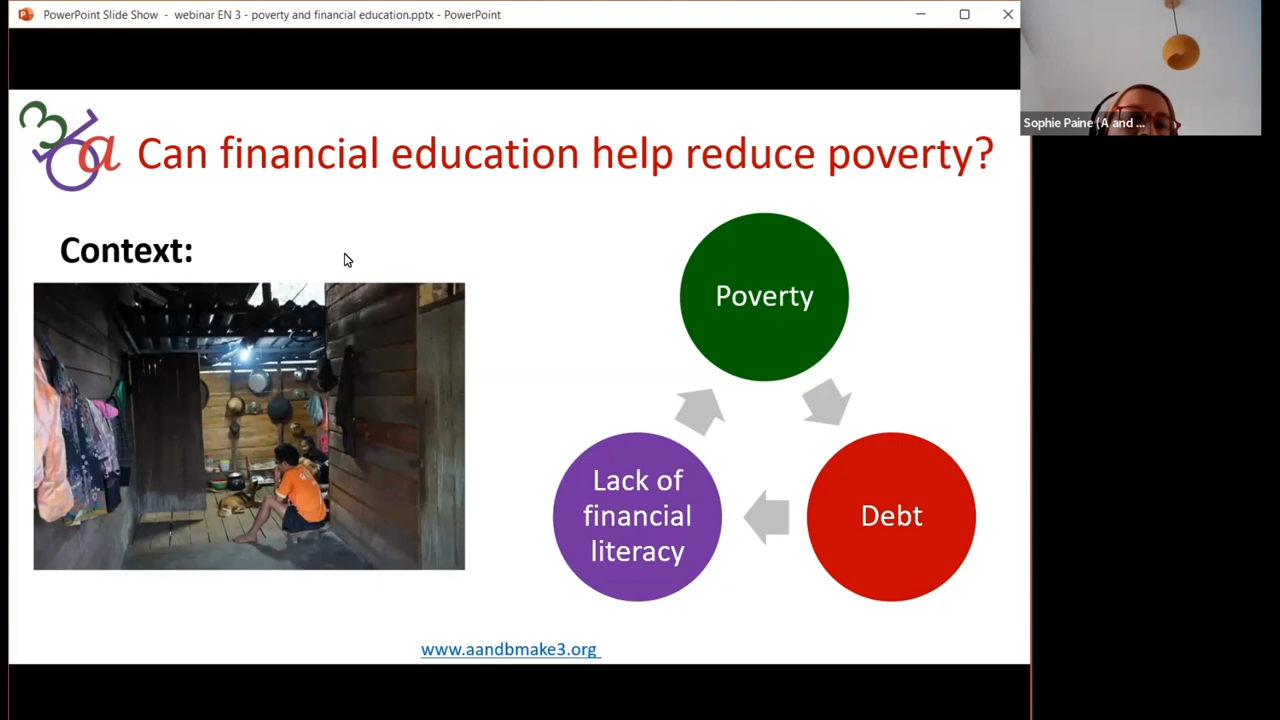 PowerPoint Slide Show - webinar EN 3 - poverty and financial education.pptx - PowerPoint
Sophie Paine (A and ...
36a
Can financial education help reduce poverty?
Context:
Poverty
Lack of
financial
literacy
Debt
www.aandbmake3.org